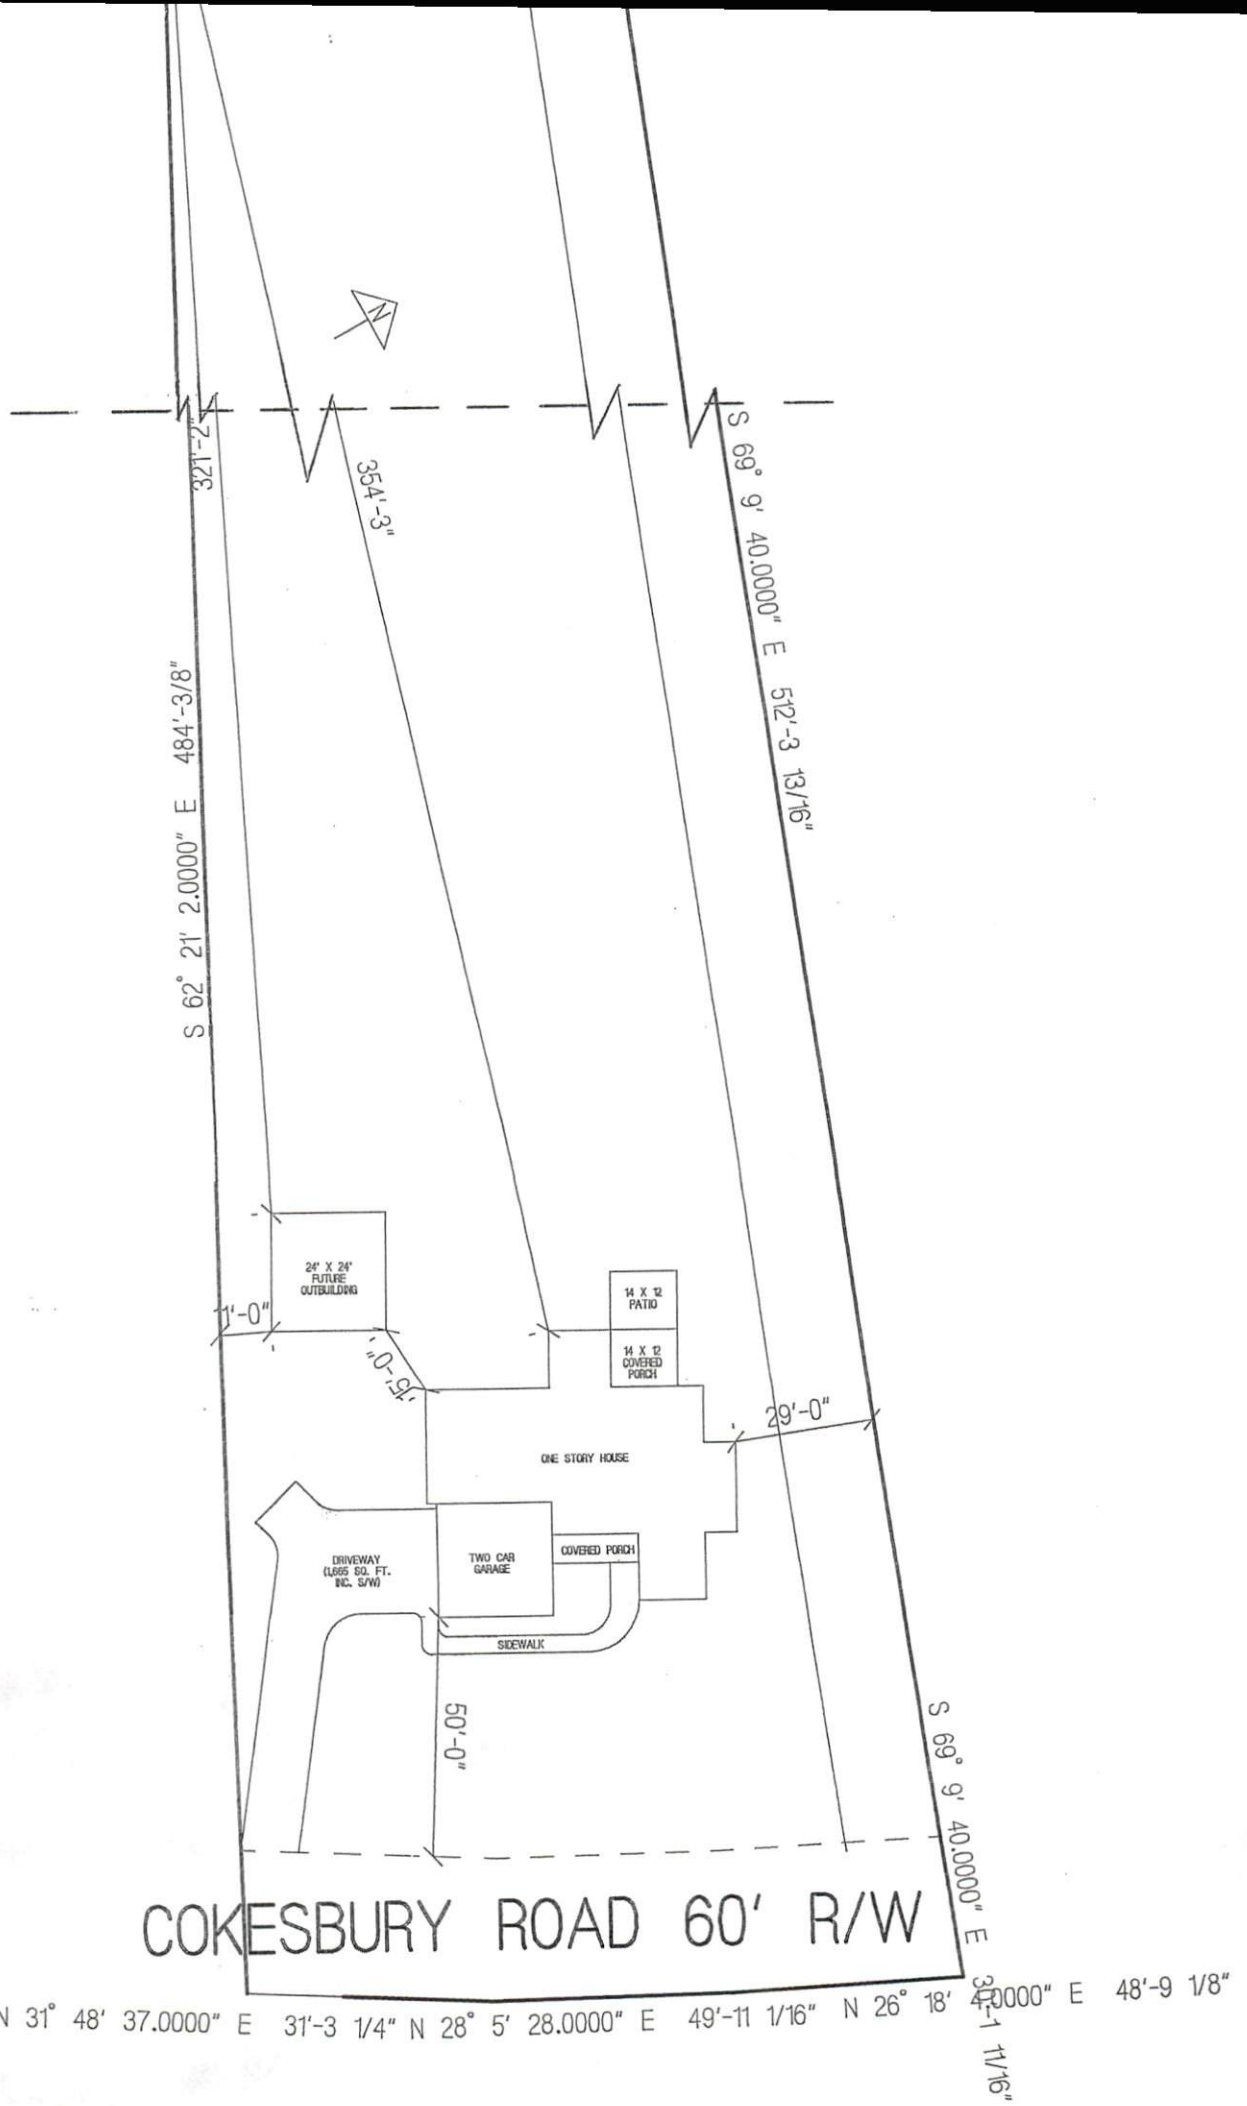 N
321'-2"
354'-3"
S 69° 9' 40.0000" E 512'-3 13/16"
S 62° 21' 2.0000" E 484'-3/8"
24' X 24'
FUTURE
OUTBUILDING
14 X 12
PATIO
1'-0"
15'-0"
14 X 12
COVERED
PORCH
29'-0"
ONE STORY HOUSE
DRIVEWAY
(1,665 SQ. FT.
INC. S/W)
TWO CAR
GARAGE
COVERED PORCH
SIDEWALK
50'-0"
S 69° 9' 40.0000" E 30'-1 11/16"
COKESBURY ROAD 60' R/W
N 31° 48' 37.0000" E 31'-3 1/4" N 28° 5' 28.0000" E 49'-11 1/16" N 26° 18' 4.0000" E 48'-9 1/8"